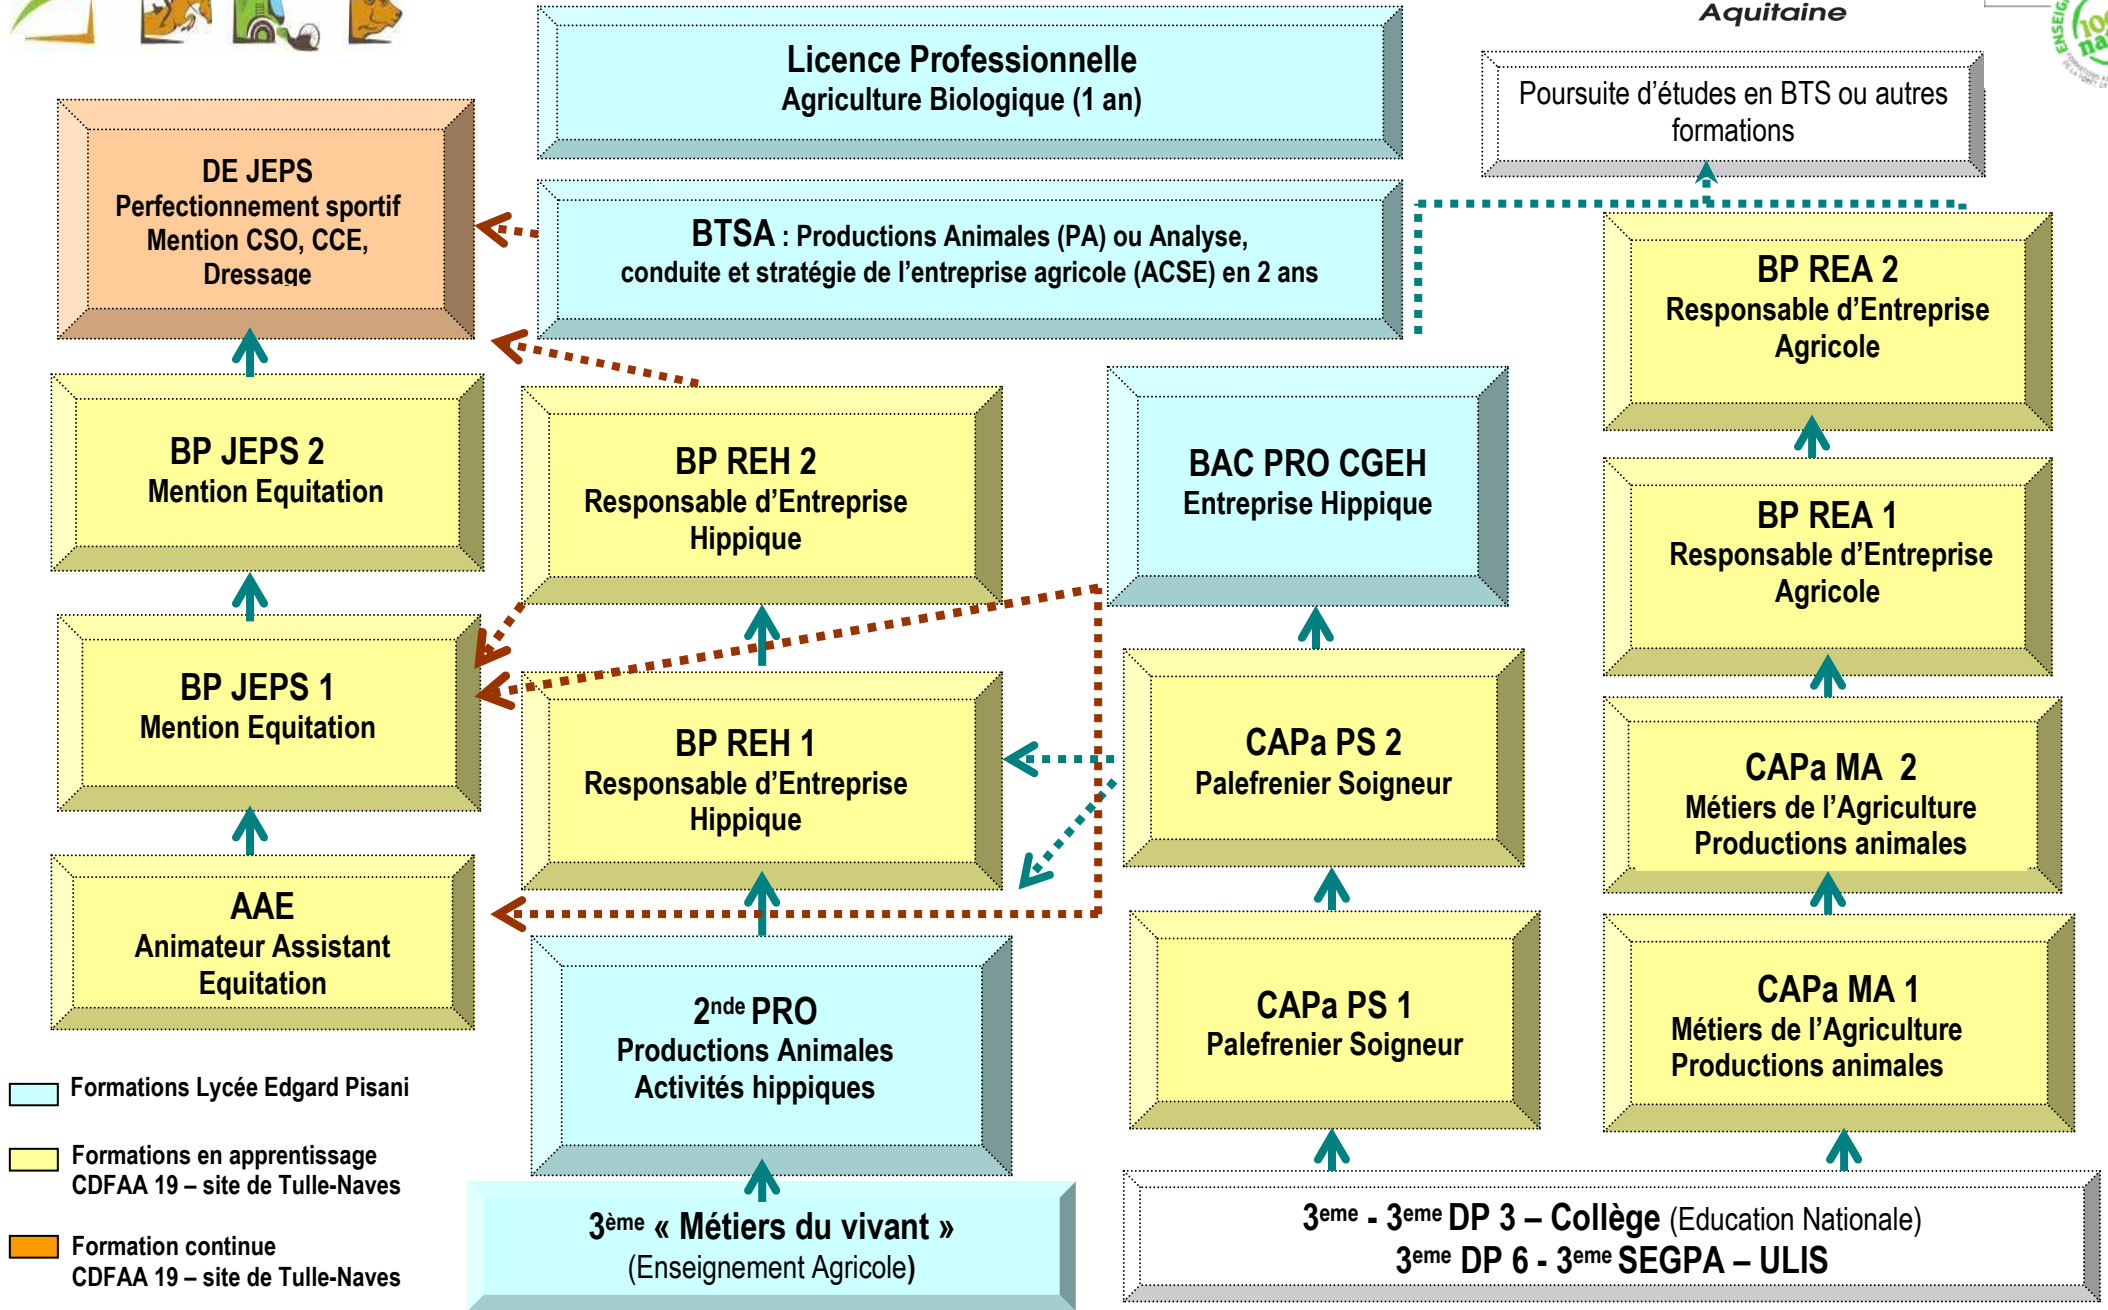 Aquitaine
Licence Professionnelle
Agriculture Biologique (1 an)
Poursuite d’études en BTS ou autres
formations
DE JEPS
Perfectionnement sportif
Mention CSO, CCE,
Dressage
BTSA : Productions Animales (PA) ou Analyse,
conduite et stratégie de l’entreprise agricole (ACSE) en 2 ans
BP REA 2
Responsable d’Entreprise
Agricole
BP JEPS 2
Mention Equitation
BP REH 2
Responsable d’Entreprise
Hippique
BAC PRO CGEH
Entreprise Hippique
BP REA 1
Responsable d’Entreprise
Agricole
BP JEPS 1
Mention Equitation
BP REH 1
Responsable d’Entreprise
Hippique
CAPa PS 2
Palefrenier Soigneur
CAPa MA 2
Métiers de l’Agriculture
Productions animales
AAE
Animateur Assistant
Equitation
2nde PRO
Productions Animales
Activités hippiques
CAPa PS 1
Palefrenier Soigneur
CAPa MA 1
Métiers de l’Agriculture
Productions animales
Formations Lycée Edgard Pisani
Formations en apprentissage
CDFAA 19 – site de Tulle-Naves
Formation continue
CDFAA 19 – site de Tulle-Naves
3ème « Métiers du vivant »
(Enseignement Agricole)
3eme - 3eme DP 3 – Collège (Education Nationale)
3eme DP 6 - 3eme SEGPA – ULIS